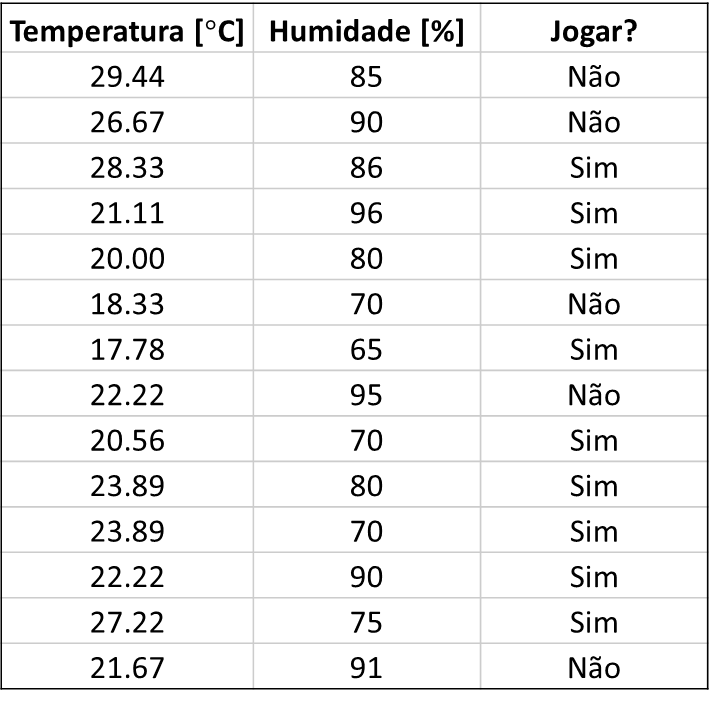 Temperatura [°C] Humidade [%] Jogar?
29.44 85 Não
26.67 90 Não
28.33 86 Sim
21.11 96 Sim
20.00 80 Sim
18.33 70 Não
17.78 65 Sim
22.22 95 Não
20.56 70 Sim
23.89 80 Sim
23.89 70 Sim
22.22 90 Sim
27.22 75 Sim
21.67 91 Não